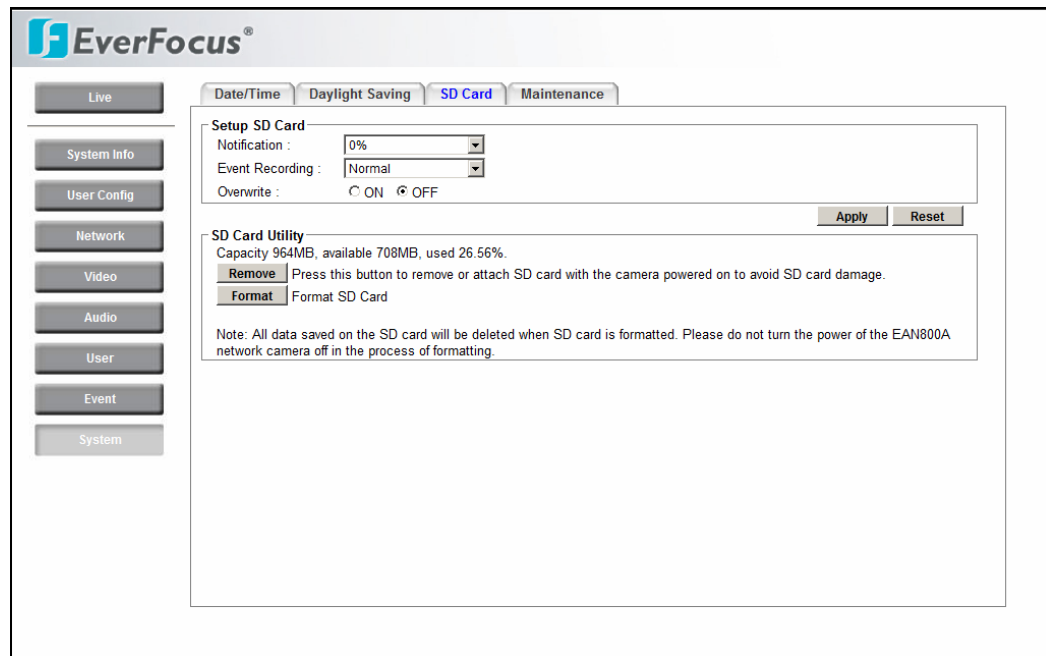 EverFocus®
Live
System Info
User Config
Network
Video
Audio
User
Event
System
Date/Time Daylight Saving SD Card Maintenance
Setup SD Card
Notification : 0%
Event Recording : Normal
Overwrite : ON OFF
Apply Reset
SD Card Utility
Capacity 964MB, available 708MB, used 26.56%.
Remove Press this button to remove or attach SD card with the camera powered on to avoid SD card damage.
Format Format SD Card
Note: All data saved on the SD card will be deleted when SD card is formatted. Please do not turn the power of the EAN800A
network camera off in the process of formatting.